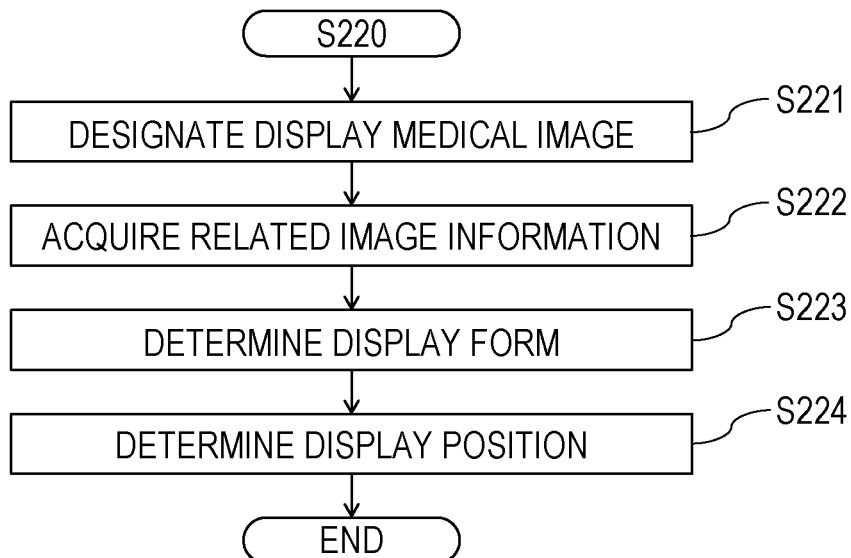 S220
DESIGNATE DISPLAY MEDICAL IMAGE
S221
ACQUIRE RELATED IMAGE INFORMATION
S222
DETERMINE DISPLAY FORM
S223
DETERMINE DISPLAY POSITION
S224
END